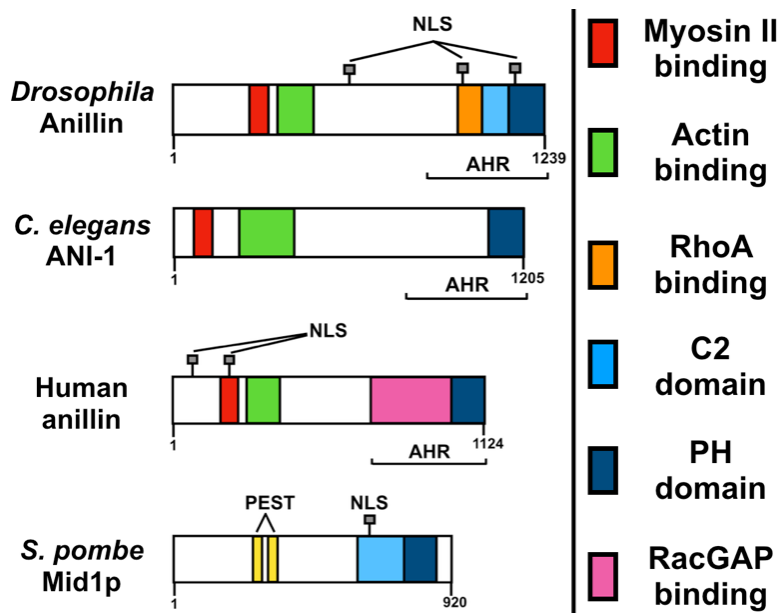 NLS
Drosophila
Anillin
1
1239
AHR
C. elegans
ANI-1
1
1205
AHR
NLS
Human
anillin
1
1124
AHR
PEST
NLS
S. pombe
Mid1p
1
920
Myosin II
binding
Actin
binding
RhoA
binding
C2
domain
PH
domain
RacGAP
binding